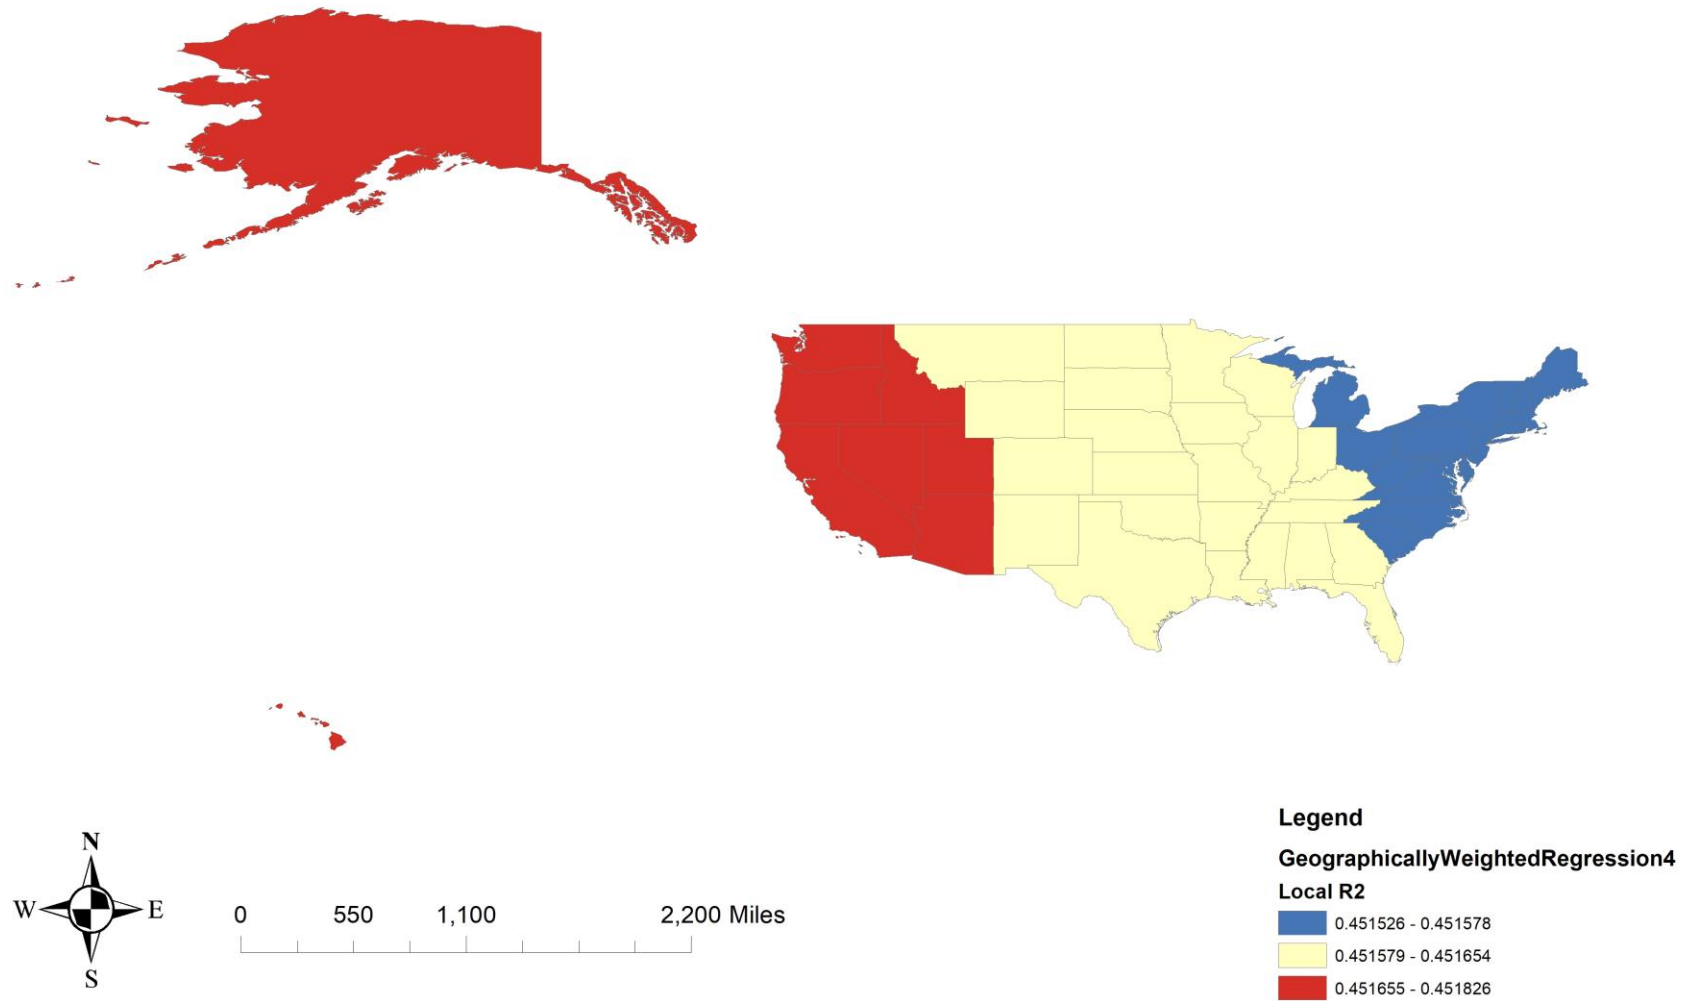 N
W E
S
0 550 1,100 2,200 Miles
Legend
GeographicallyWeightedRegression4
Local R2
0.451526 - 0.451578
0.451579 - 0.451654
0.451655 - 0.451826